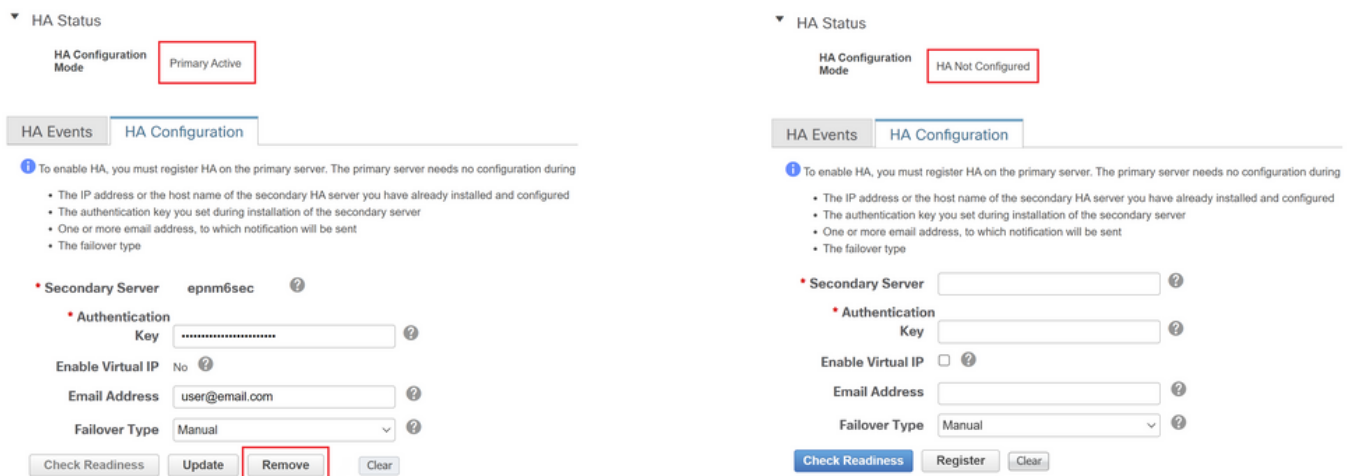 HA Status
HA Configuration
Mode
Primary Active
HA Events
HA Configuration
To enable HA, you must register HA on the primary server. The primary server needs no configuration during
• The IP address or the host name of the secondary HA server you have already installed and configured
• The authentication key you set during installation of the secondary server
• One or more email address, to which notification will be sent
• The failover type
* Secondary Server epnm6sec ?
* Authentication
Key ························ ?
Enable Virtual IP No ?
Email Address user@email.com ?
Failover Type Manual ?
Check Readiness Update Remove Clear
HA Status
HA Configuration
Mode
HA Not Configured
HA Events
HA Configuration
To enable HA, you must register HA on the primary server. The primary server needs no configuration during
• The IP address or the host name of the secondary HA server you have already installed and configured
• The authentication key you set during installation of the secondary server
• One or more email address, to which notification will be sent
• The failover type
* Secondary Server ?
* Authentication
Key ?
Enable Virtual IP ?
Email Address ?
Failover Type Manual ?
Check Readiness Register Clear